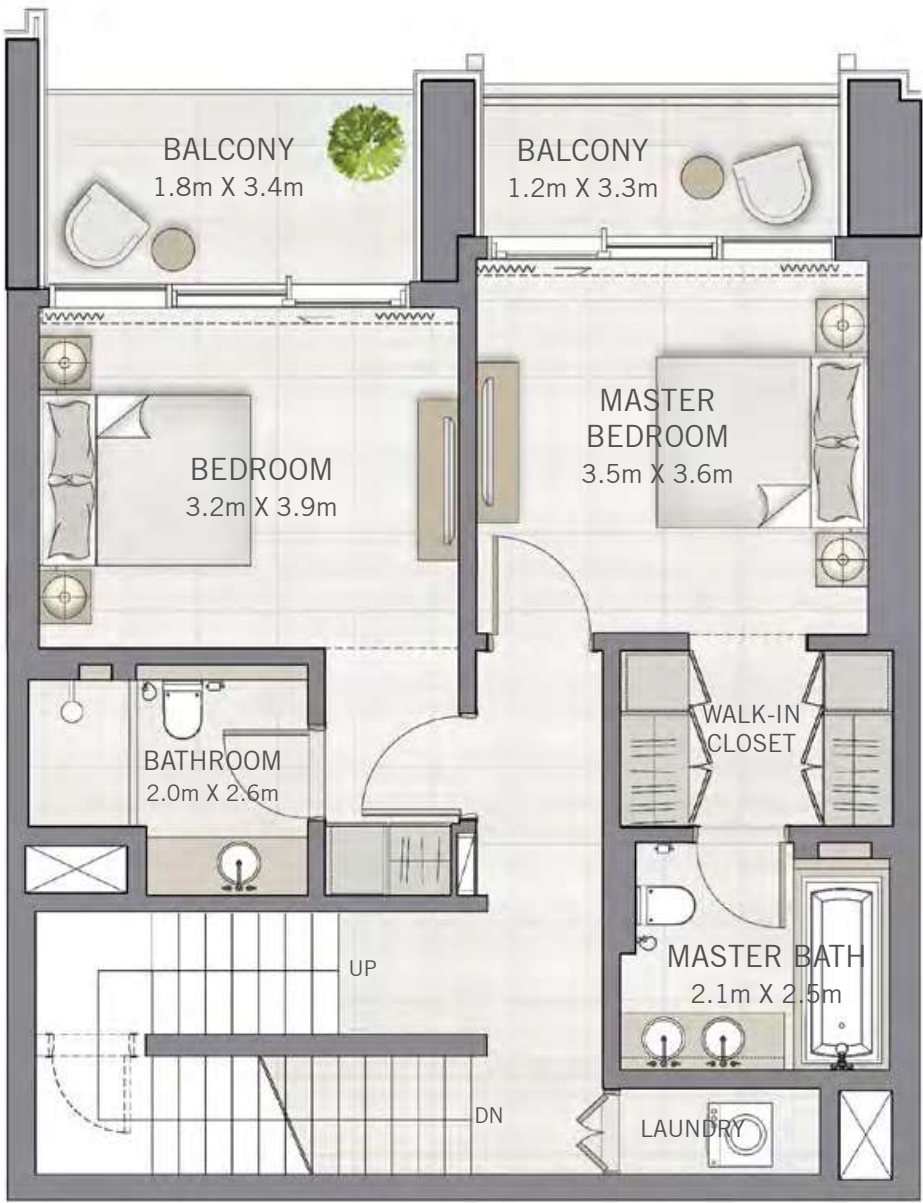 BALCONY
1.8m X 3.4m
BALCONY
1.2m X 3.3m
MASTER
BEDROOM
3.5m X 3.6m
BEDROOM
3.2m X 3.9m
WALK-IN
CLOSET
BATHROOM
2.0m X 2.6m
MASTER BATH
2.1m X 2.5m
UP
DN
LAUNDRY